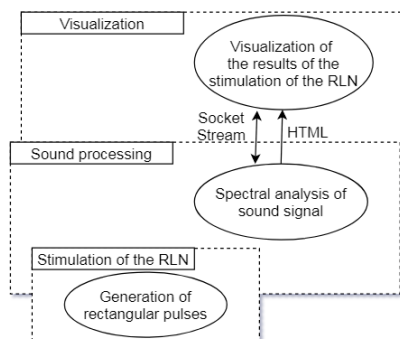 Visualization
Visualization of
the results of the
stimulation of the RLN
Socket
Stream
HTML
Sound processing
Spectral analysis of
sound signal
Stimulation of the RLN
Generation of
rectangular pulses